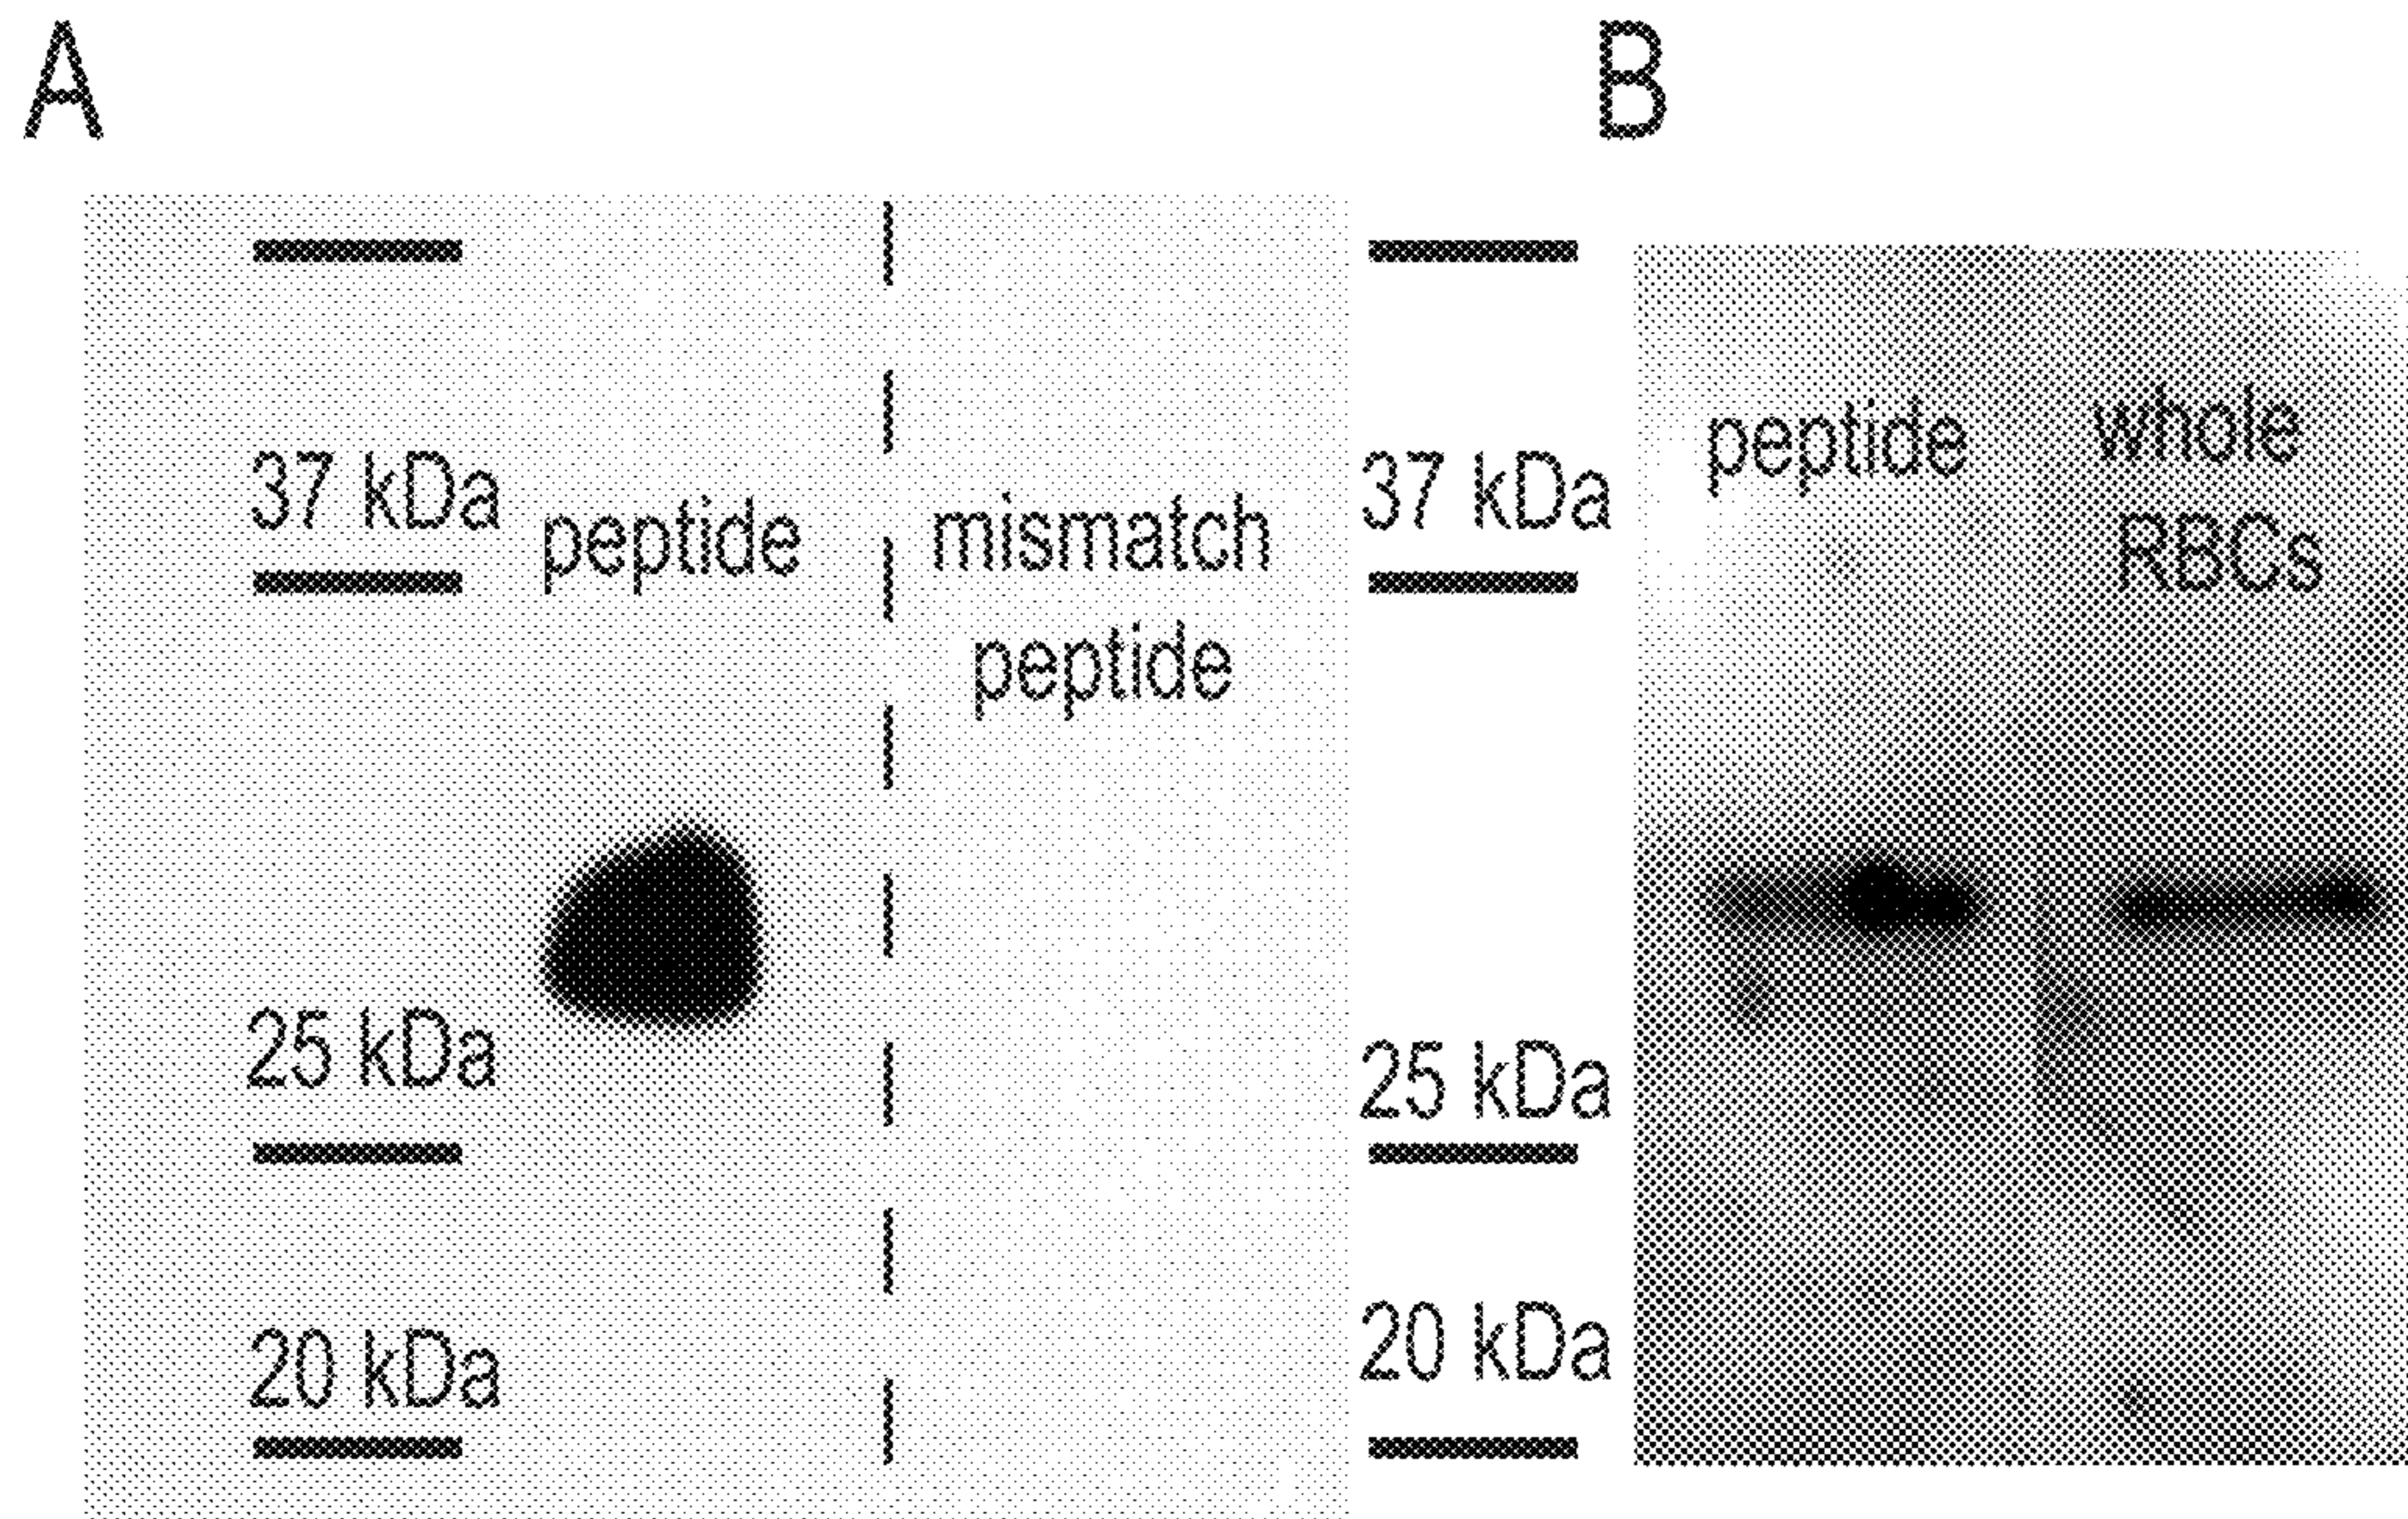 A
37 kDa
peptide
mismatch
peptide
25 kDa
20 kDa
B
37 kDa
peptide
whole
RBCs
25 kDa
20 kDa